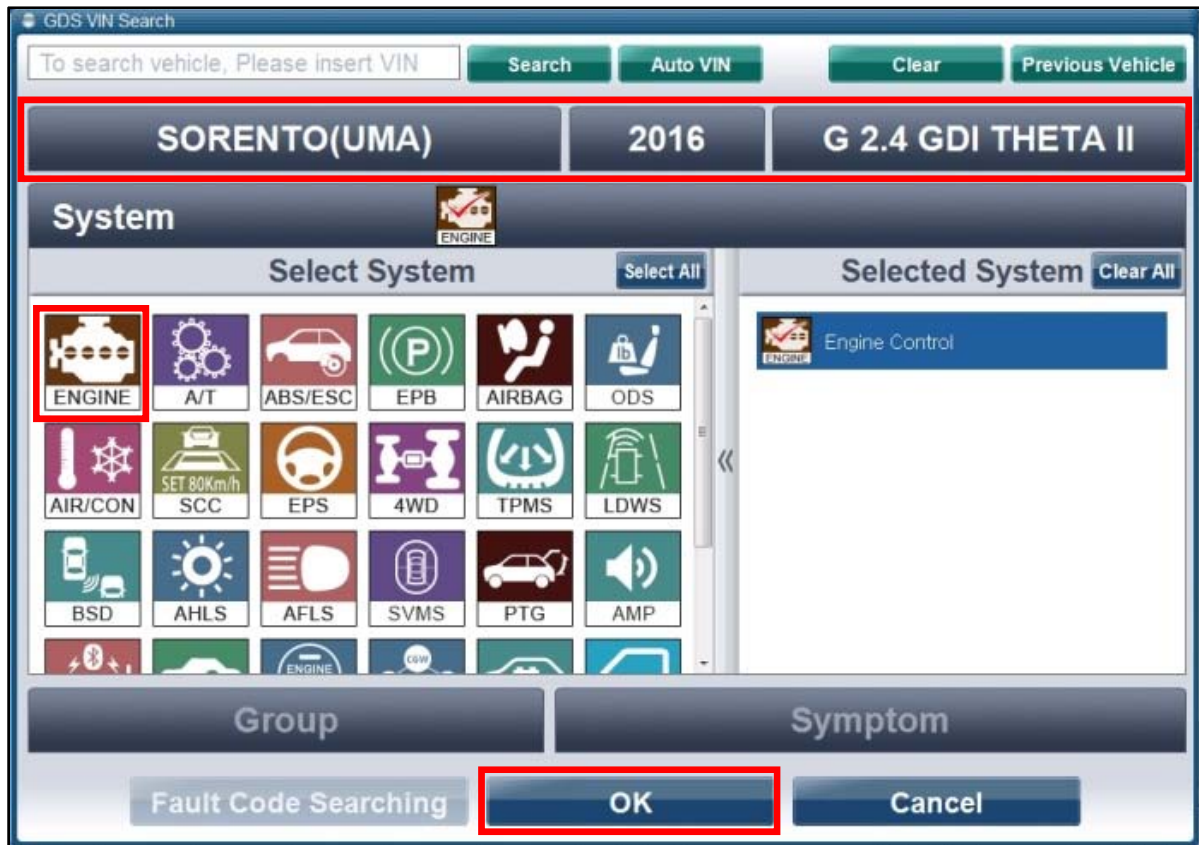 GDS VIN Search
To search vehicle, Please insert VIN Search Auto VIN Clear Previous Vehicle
SORENTO(UMA) 2016 G 2.4 GDI THETA II
System ENGINE
Select System Select All Selected System Clear All
ENGINE Engine Control
ENGINE A/T ABS/ESC (P) EPB AIRBAG lb ODS
SET 80Km/h
AIR/CON SCC EPS 4WD TPMS LDWS
BSD AHLS AFLS SVMS PTG AMP
ENGINE CGW
Group Symptom
Fault Code Searching OK Cancel